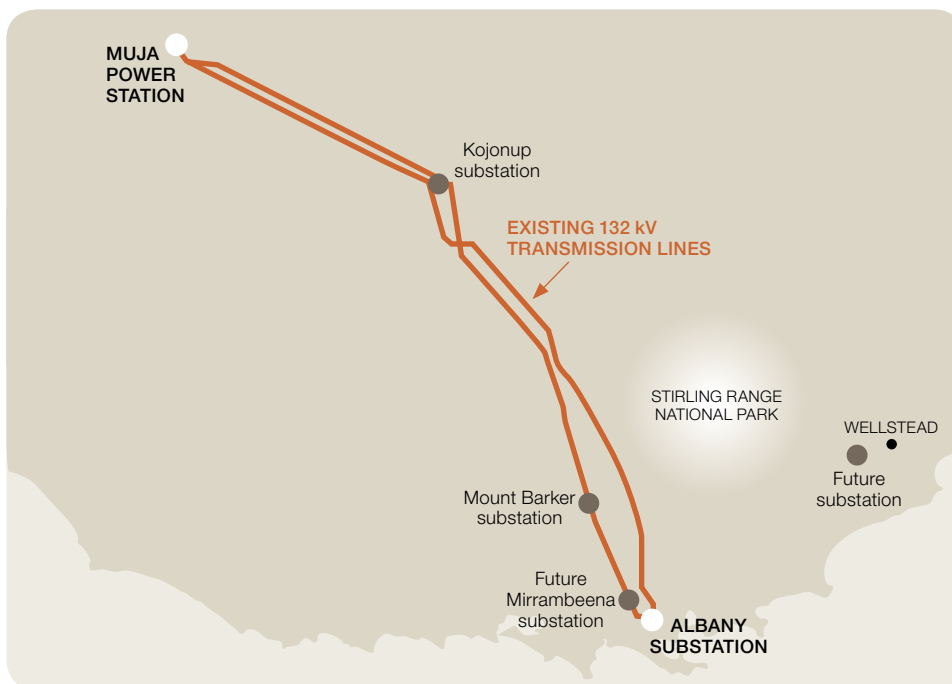 MUJA
POWER
STATION
Kojonup
substation
EXISTING 132 kV
TRANSMISSION LINES
STIRLING RANGE
NATIONAL PARK
WELLSTEAD
Future
substation
Mount Barker
substation
Future
Mirrambeena
substation
ALBANY
SUBSTATION